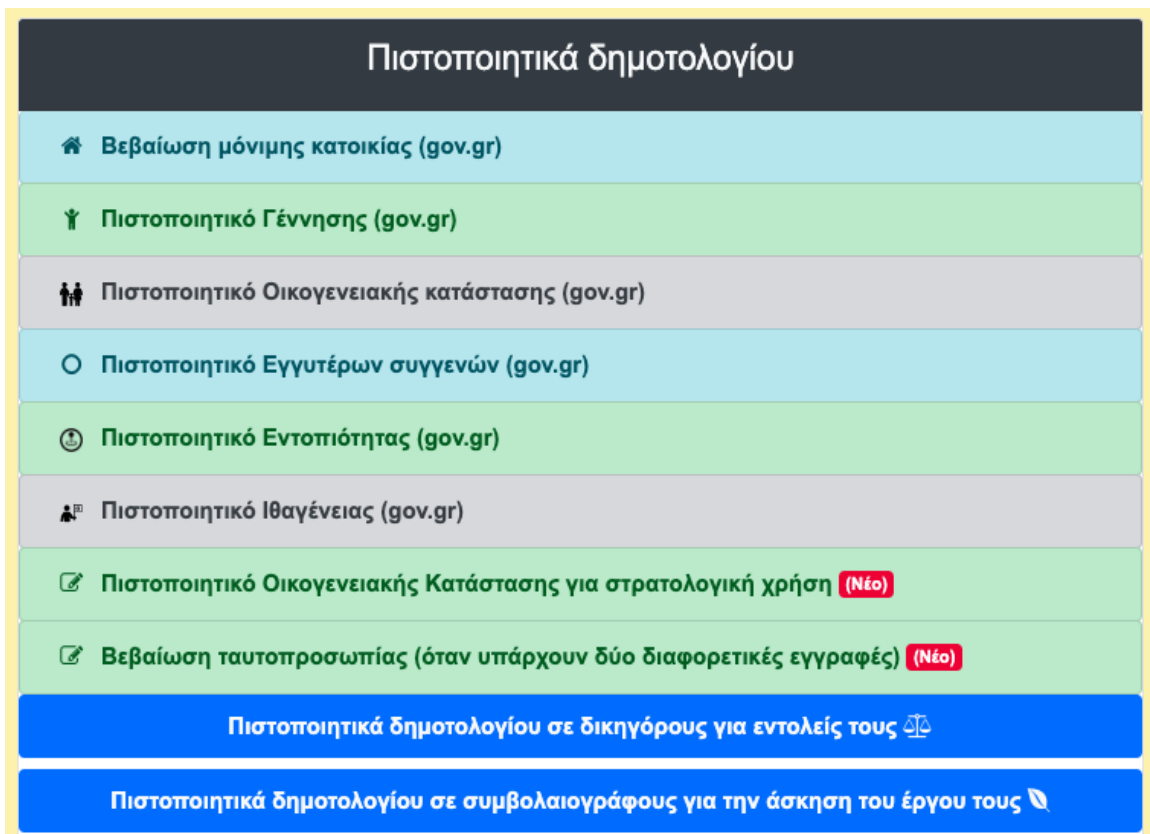 Πιστοποιητικά δημοτολογίου
Βεβαίωση μόνιμης κατοικίας (gov.gr)
Πιστοποιητικό Γέννησης (gov.gr)
Πιστοποιητικό Οικογενειακής κατάστασης (gov.gr)
Πιστοποιητικό Εγγυτέρων συγγενών (gov.gr)
Πιστοποιητικό Εντοπιότητας (gov.gr)
Πιστοποιητικό Ιθαγένειας (gov.gr)
Πιστοποιητικό Οικογενειακής Κατάστασης για στρατολογική χρήση (Νέο)
Βεβαίωση ταυτοπροσωπίας (όταν υπάρχουν δύο διαφορετικές εγγραφές) (Νέο)
Πιστοποιητικά δημοτολογίου σε δικηγόρους για εντολείς τους
Πιστοποιητικά δημοτολογίου σε συμβολαιογράφους για την άσκηση του έργου τους